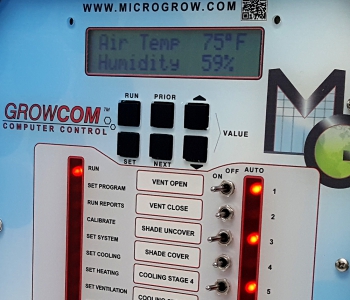 WWW.MICROGROW.COM
Air Temp 75°F
Humidity 59%
GROWCOM™
COMPUTER CONTROL
RUN PRIOR
VALUE
SET NEXT
OFF AUTO
ON
RUN
SET PROGRAM
RUN REPORTS
CALIBRATE
SET SYSTEM
SET COOLING
SET HEATING
SET VENTILATION
VENT OPEN
VENT CLOSE
SHADE UNCOVER
SHADE COVER
COOLING STAGE 4
1
2
3
4
5
MG